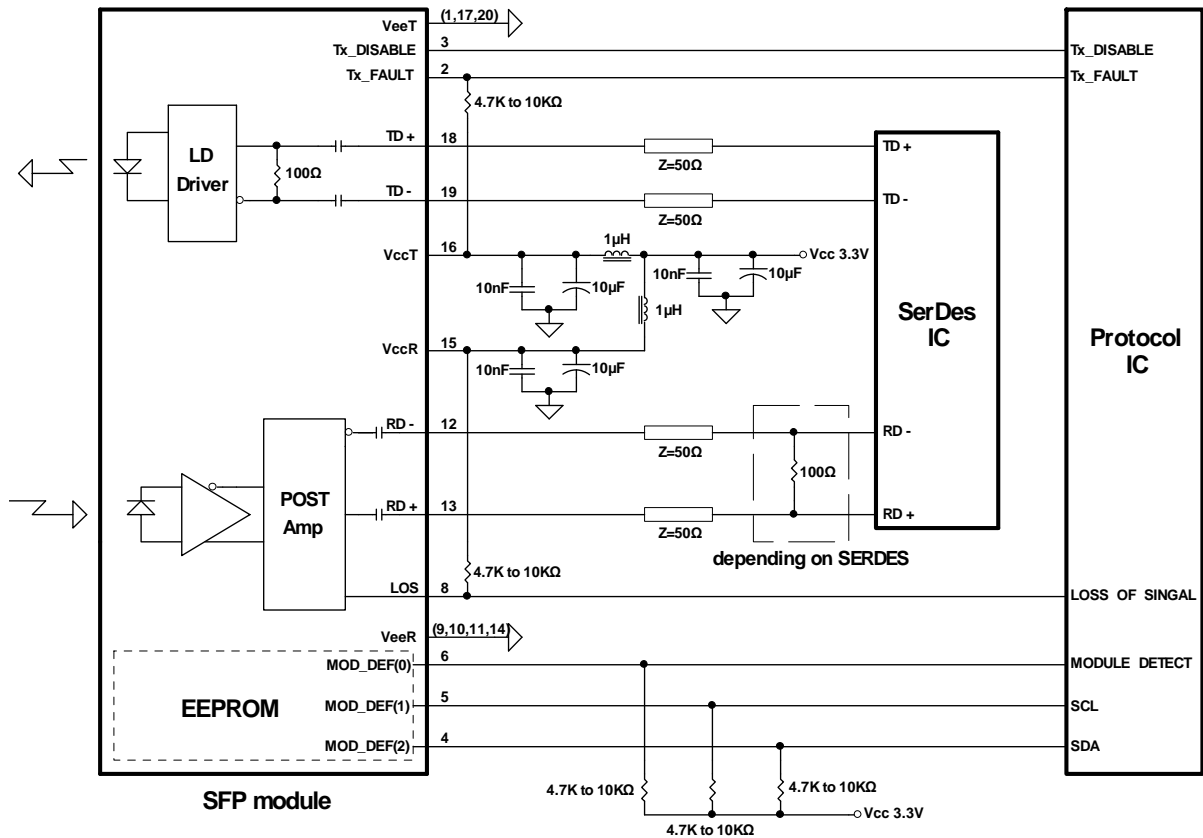 VeeT (1,17,20)
Tx_DISABLE 3 Tx_DISABLE
Tx_FAULT 2 Tx_FAULT
4.7K to 10KΩ
LD
Driver
100Ω
TD + 18 Z=50Ω TD +
TD - 19 Z=50Ω TD -
1µH
VccT 16 Vcc 3.3V
10nF 10µF 10nF 10µF
1µH
VccR 15
10nF 10µF
SerDes
IC
Protocol
IC
RD - 12 Z=50Ω RD -
100Ω
POST
Amp
RD + 13 Z=50Ω RD +
depending on SERDES
4.7K to 10KΩ
LOS 8 LOSS OF SINGAL
VeeR (9,10,11,14)
MOD_DEF(0) 6 MODULE DETECT
EEPROM
MOD_DEF(1) 5 SCL
MOD_DEF(2) 4 SDA
4.7K to 10KΩ 4.7K to 10KΩ
SFP module
Vcc 3.3V
4.7K to 10KΩ